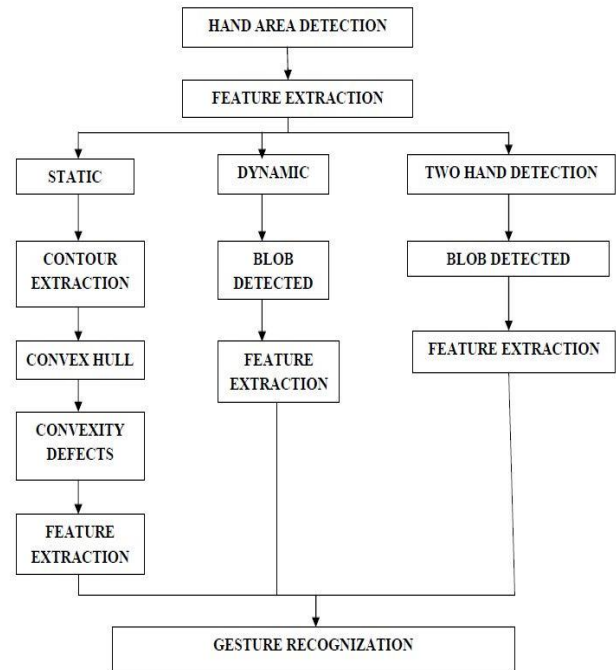 HAND AREA DETECTION
FEATURE EXTRACTION
STATIC
DYNAMIC
TWO HAND DETECTION
CONTOUR
EXTRACTION
BLOB
DETECTED
BLOB DETECTED
CONVEX HULL
FEATURE
EXTRACTION
FEATURE EXTRACTION
CONVEXITY
DEFECTS
FEATURE
EXTRACTION
GESTURE RECOGNIZATION